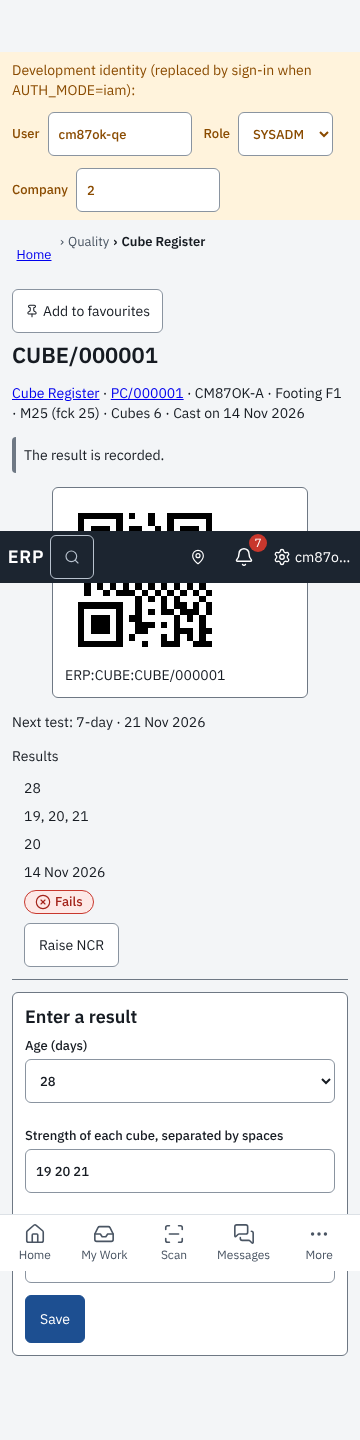 Development identity (replaced by sign-in when
AUTH_MODE=iam):
User cm87ok-qe Role SYSADM
Company 2
Home › Quality › Cube Register
Add to favourites
CUBE/000001
Cube Register · PC/000001 · CM87OK-A · Footing F1
· M25 (fck 25) · Cubes 6 · Cast on 14 Nov 2026
The result is recorded.
ERP 7 cm87o...
ERP:CUBE:CUBE/000001
Next test: 7-day · 21 Nov 2026
Results
28
19, 20, 21
20
14 Nov 2026
Fails
Raise NCR
Enter a result
Age (days)
28
Strength of each cube, separated by spaces
19 20 21
Home My Work Scan Messages More
Save